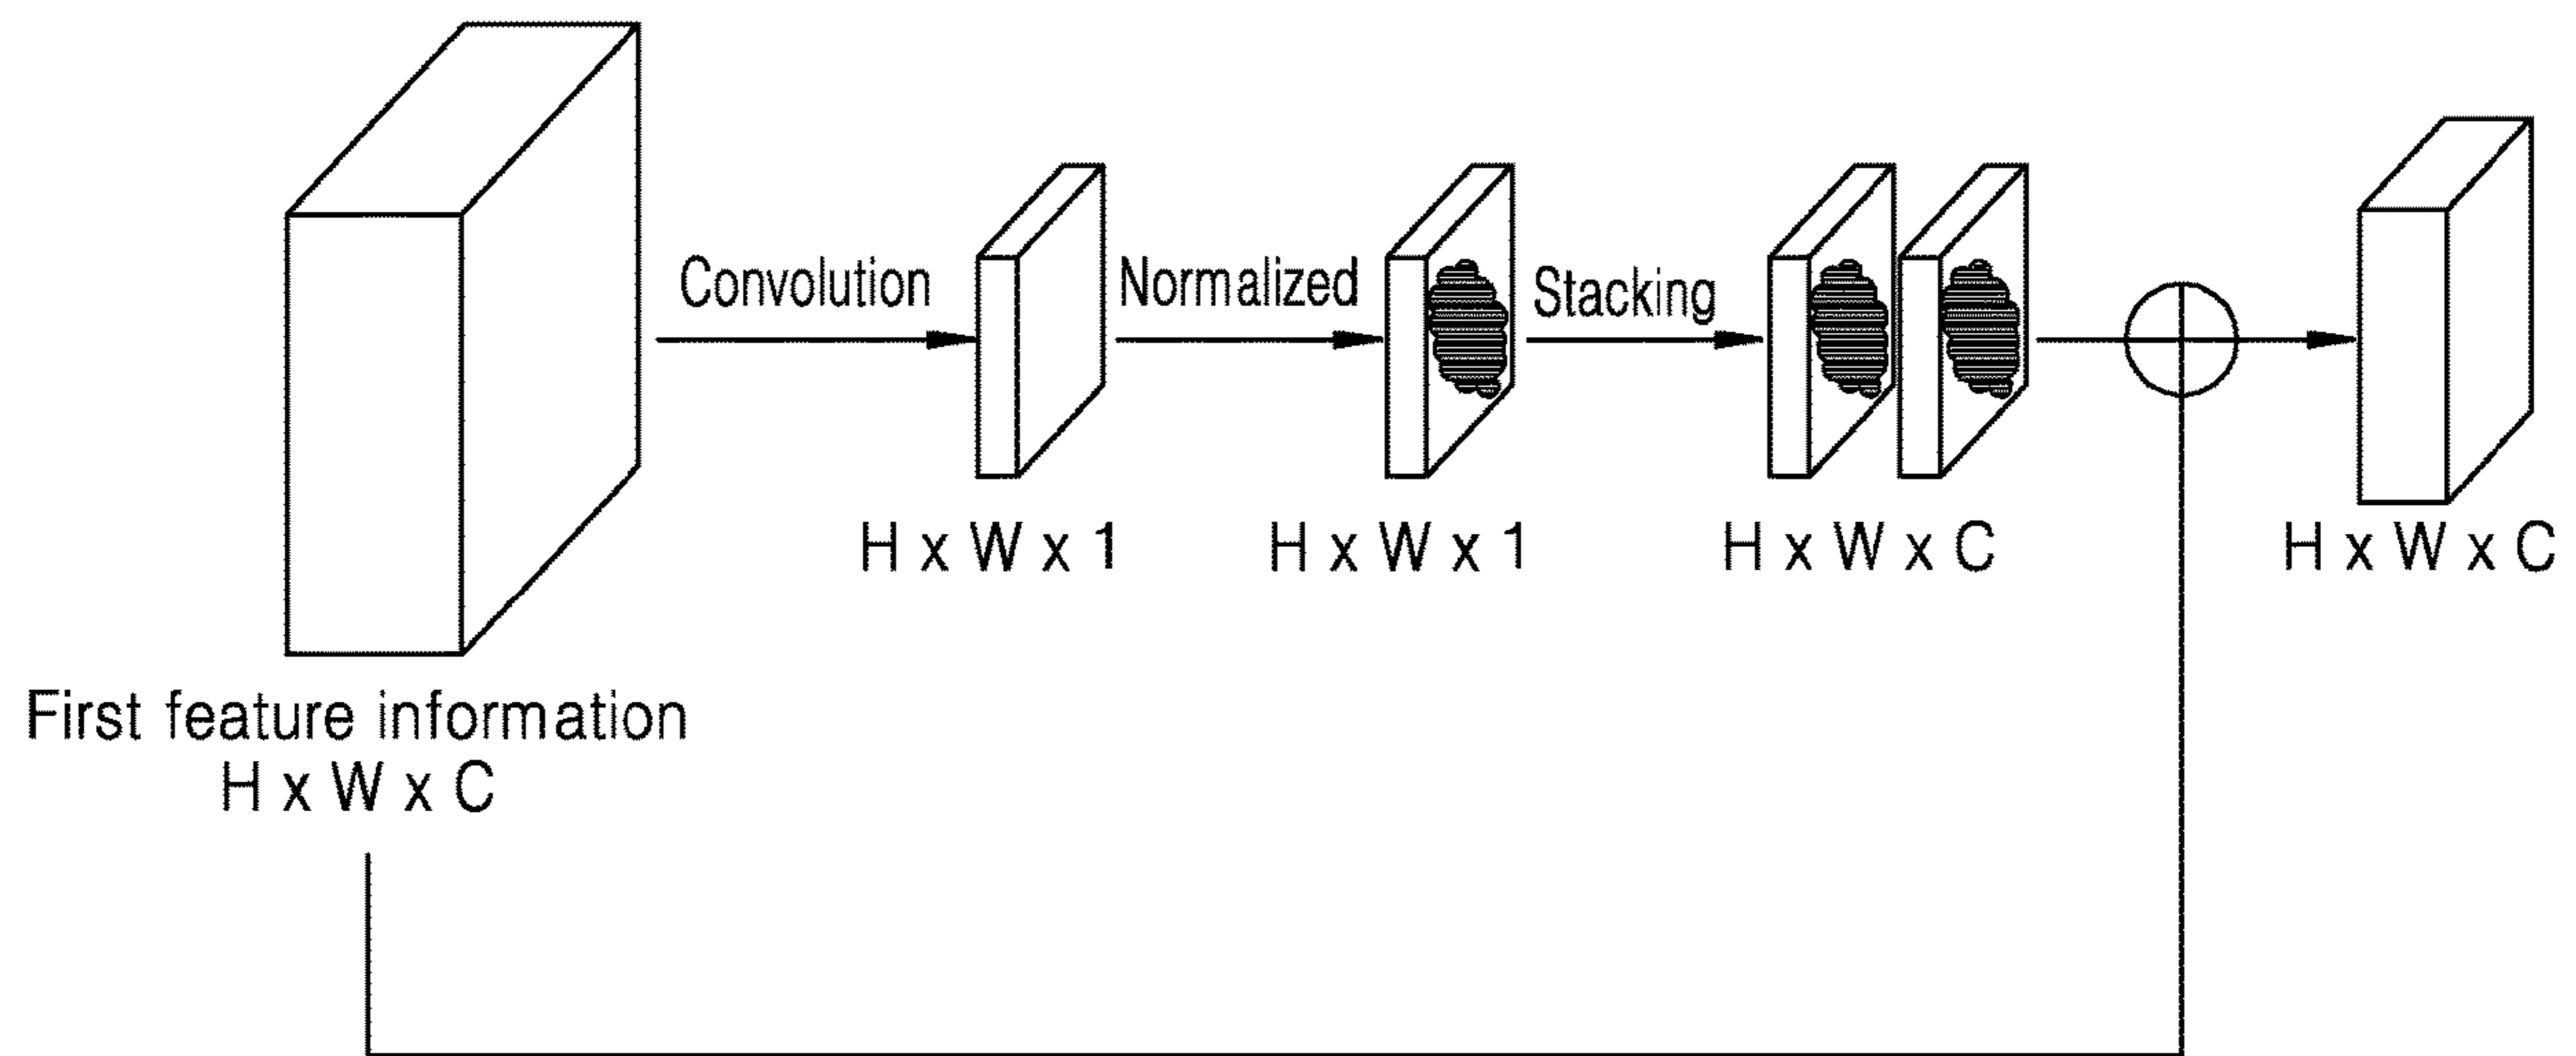 Convolution
Normalized
Stacking
H x W x 1
H x W x 1
H x W x C
H x W x C
First feature information
H x W x C